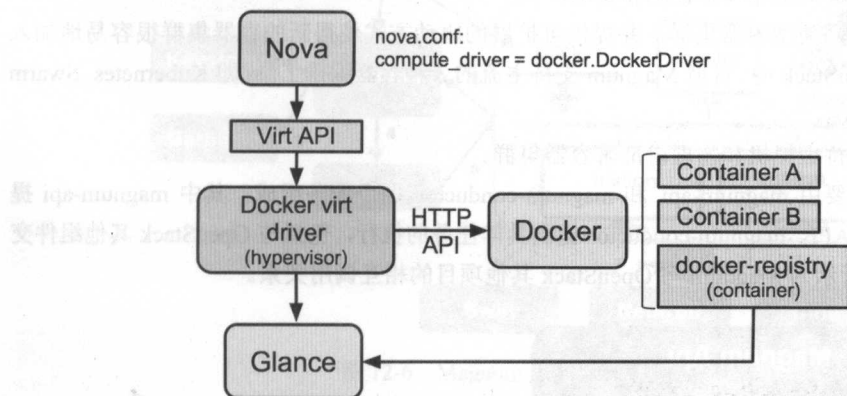 Nova
nova.conf:
compute_driver = docker.DockerDriver
Virt API
Docker virt
driver
(hypervisor)
HTTP
API
Docker
Container A
Container B
docker-registry
(container)
Glance